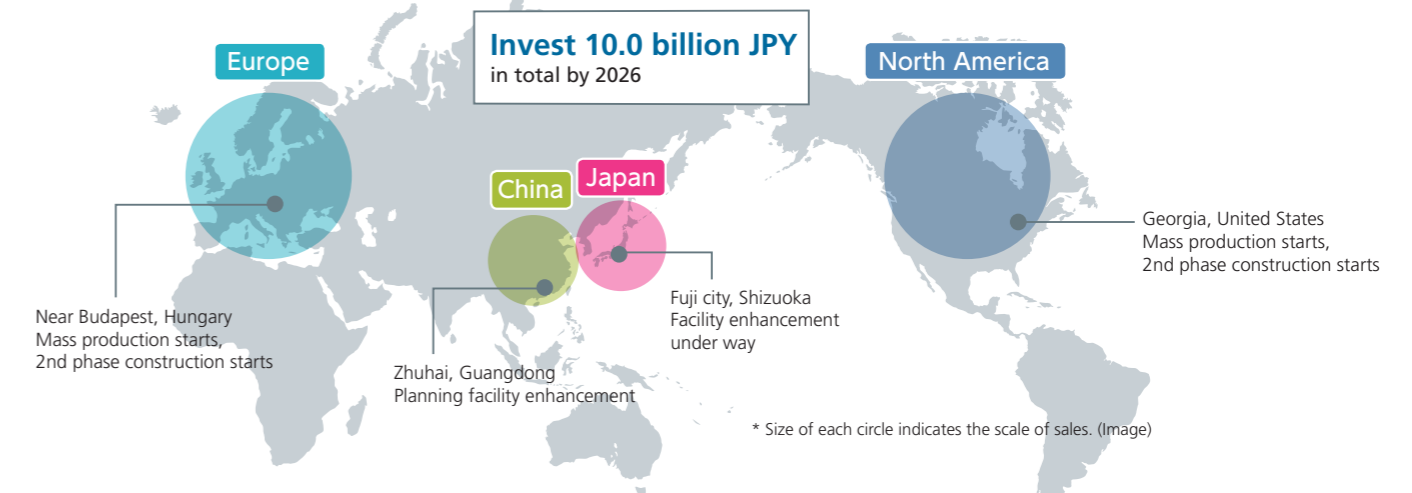 Invest 10.0 billion JPY
in total by 2026
Europe
North America
China
Japan
Georgia, United States
Mass production starts,
2nd phase construction starts
Fuji city, Shizuoka
Facility enhancement
under way
Near Budapest, Hungary
Mass production starts,
2nd phase construction starts
Zhuhai, Guangdong
Planning facility enhancement
* Size of each circle indicates the scale of sales. (Image)